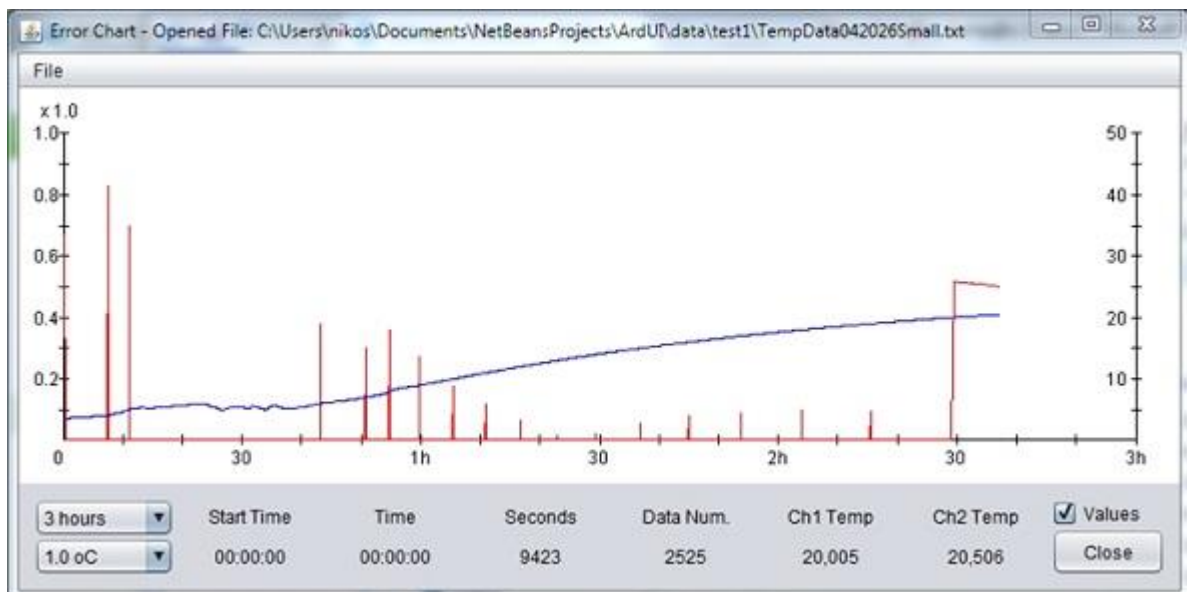 Error Chart - Opened File: C:\Users\nikos\Documents\NetBeansProjects\ArdUI\data\test1\TempData042026Small.txt
File
x 1.0
1.0 50
0.8 40
0.6 30
0.4 20
0.2 10
0 30 1h 30 2h 30 3h
3 hours Start Time Time Seconds Data Num. Ch1 Temp Ch2 Temp Values
1.0 oC 00:00:00 00:00:00 9423 2525 20,005 20,506 Close